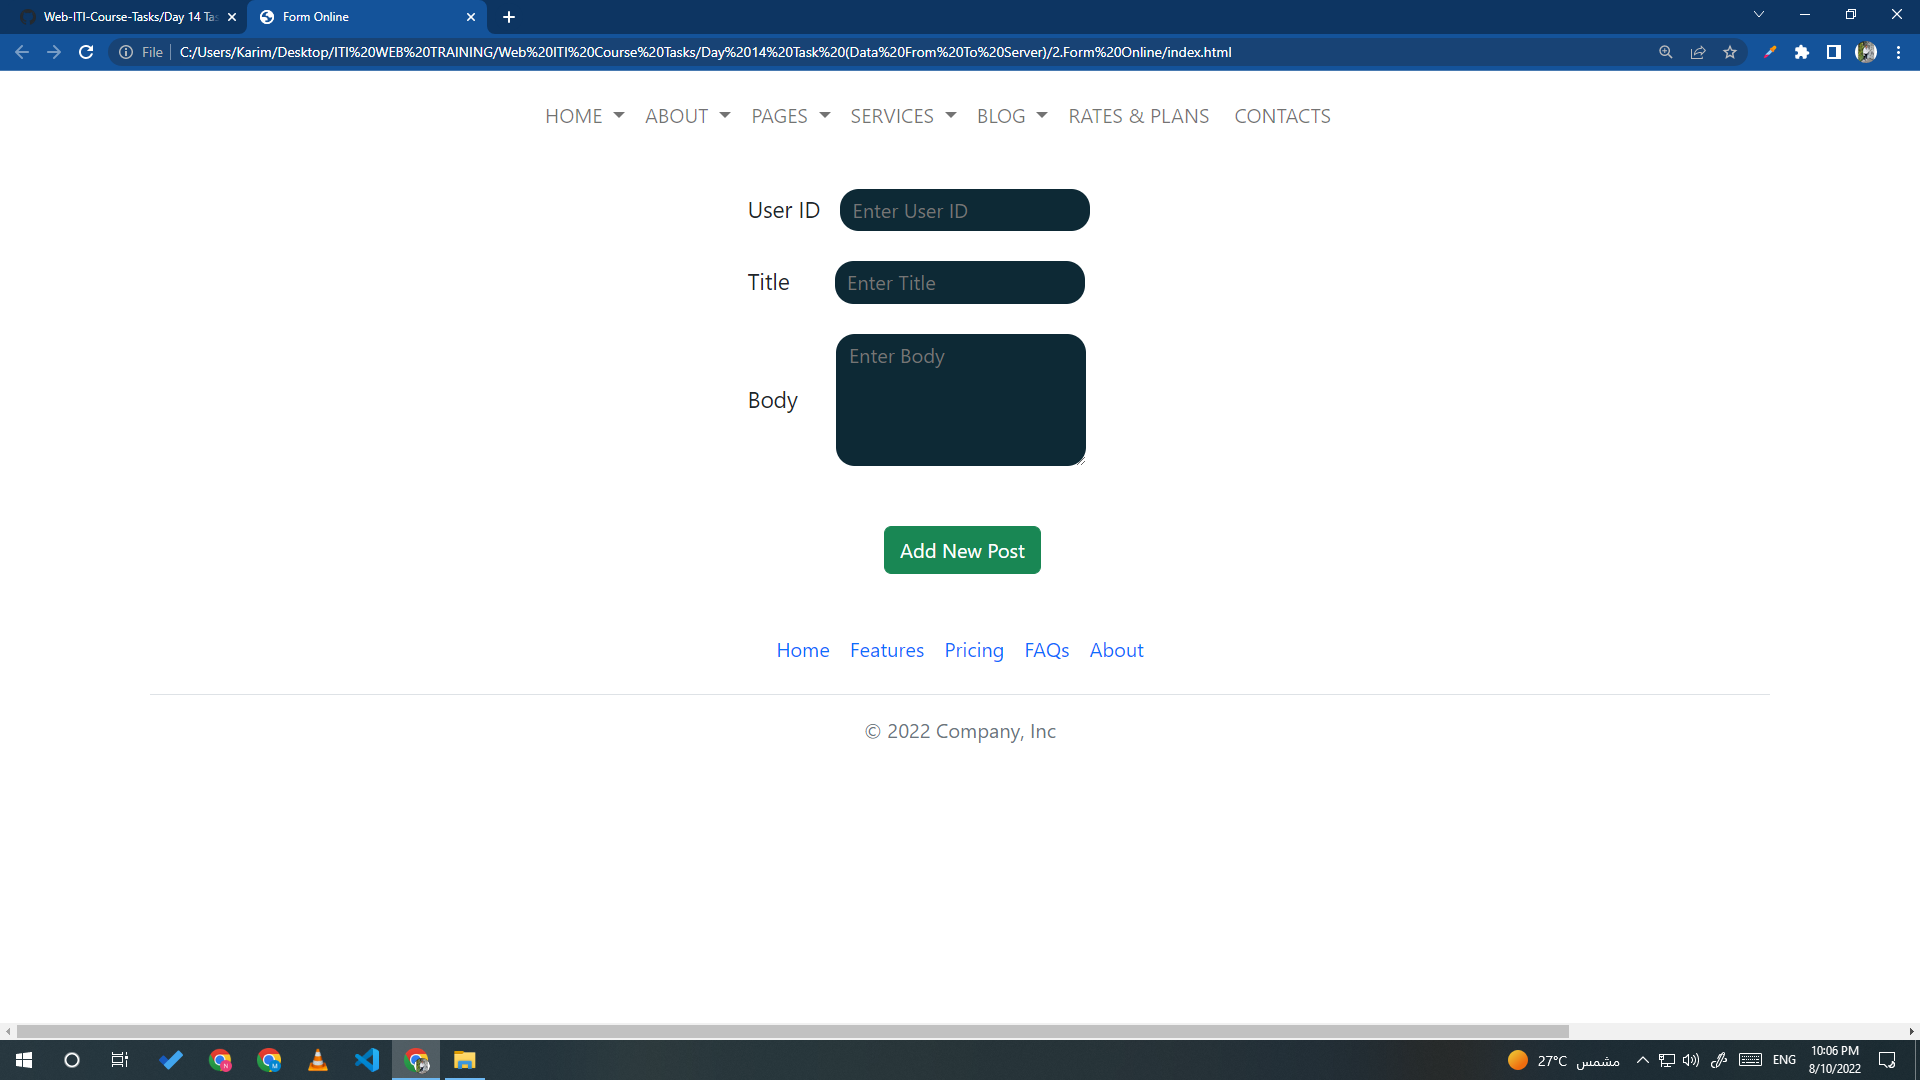 Web-ITI-Course-Tasks/Day 14 Tas
Form Online
File
C:/Users/Karim/Desktop/ITI%20WEB%20TRAINING/Web%20ITI%20Course%20Tasks/Day%2014%20Task%20(Data%20From%20To%20Server)/2.Form%20Online/index.html
HOME ABOUT PAGES SERVICES BLOG RATES & PLANS CONTACTS
User ID Enter User ID
Title Enter Title
Enter Body
Body
Add New Post
Home Features Pricing FAQs About
© 2022 Company, Inc
27°C مشمس
ENG
10:06 PM
8/10/2022